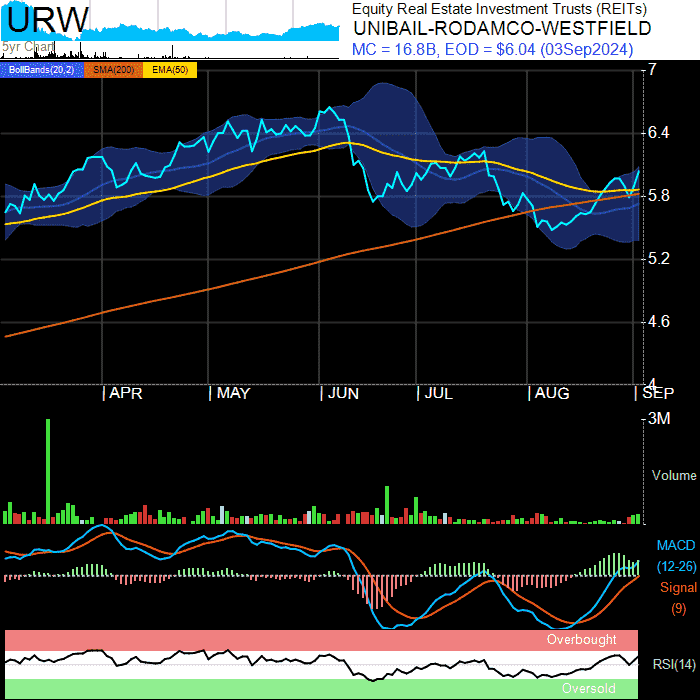 URW
5yr Chart
Equity Real Estate Investment Trusts (REITs)
UNIBAIL-RODAMCO-WESTFIELD
MC = 16.8B, EOD = $6.04 (03Sep2024)
BollBands(20,2) SMA(200) EMA(50)
7
6.4
5.8
5.2
4.6
4
APR MAY JUN JUL AUG SEP
3M
Volume
MACD
(12-26)
Signal
(9)
Overbought
RSI(14)
Oversold